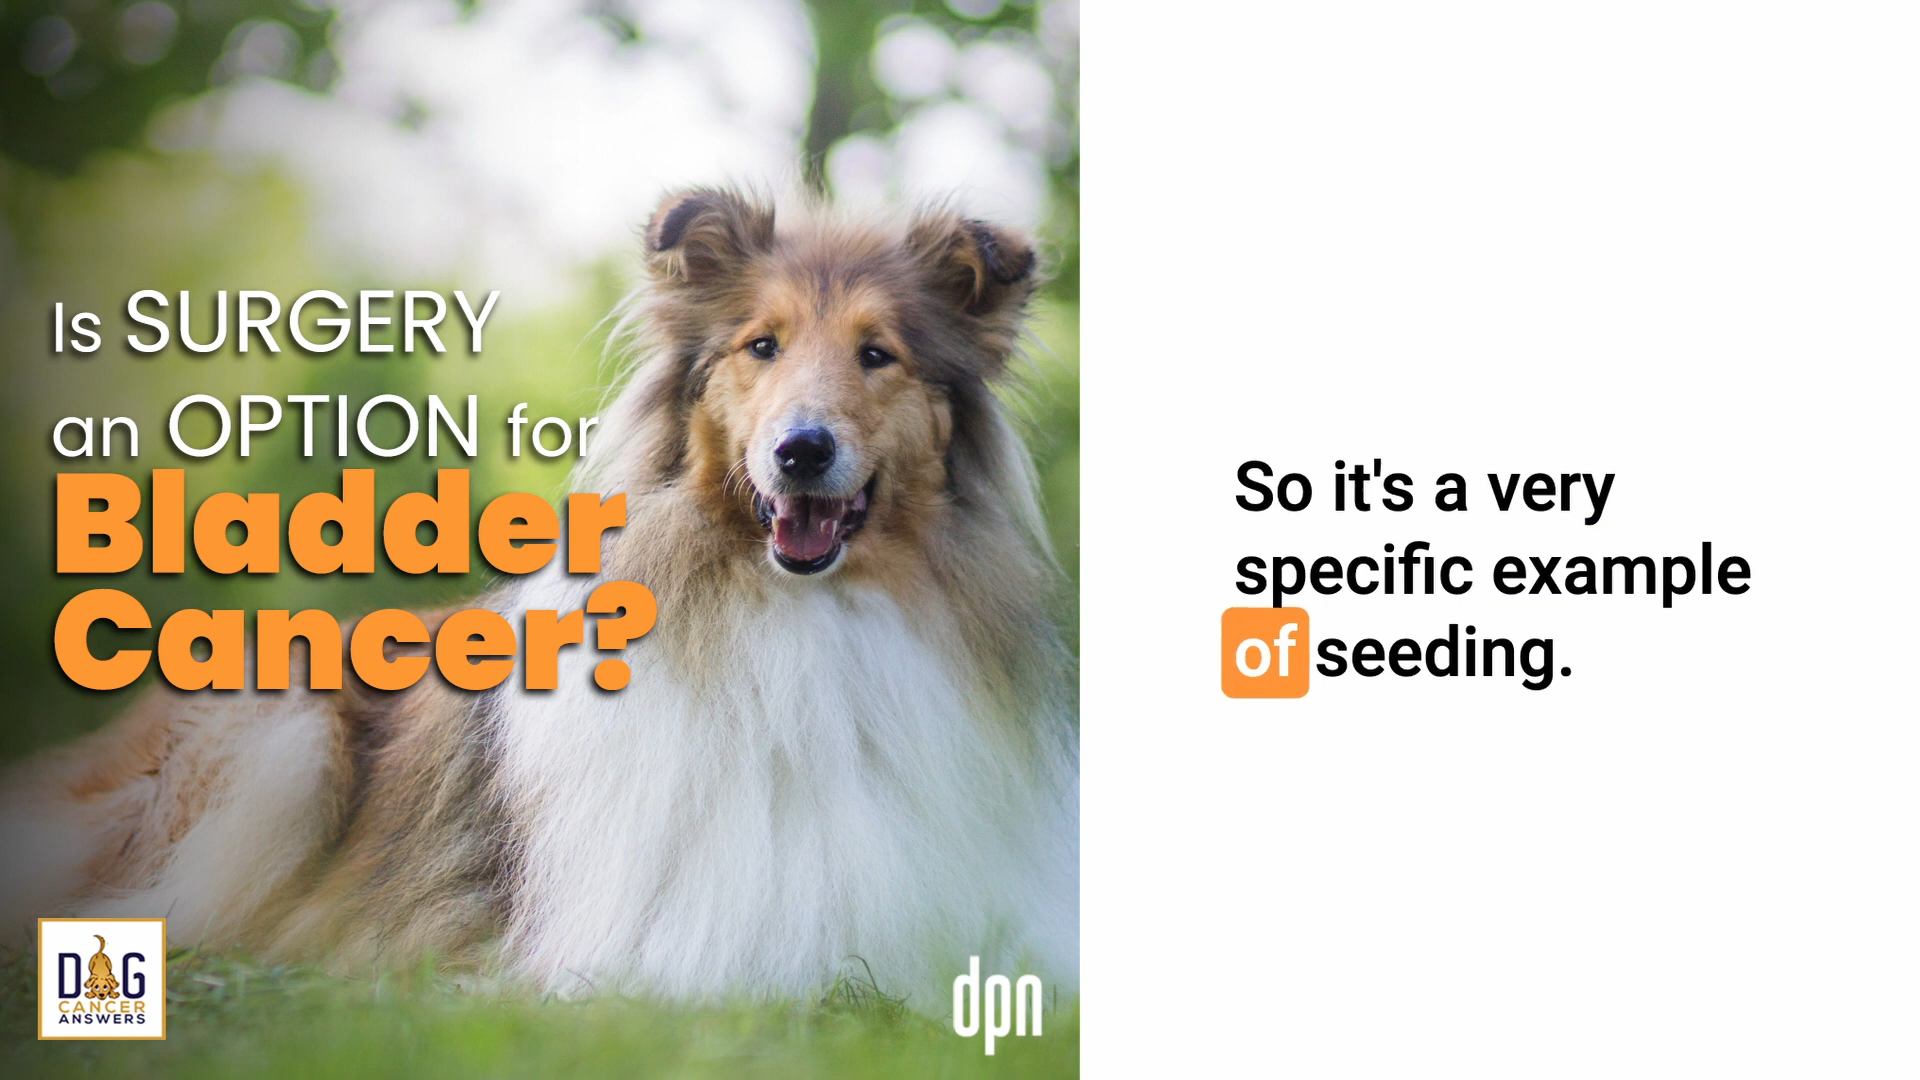 Is SURGERY
an OPTION for
Bladder
Cancer?
DOG
CANCER
ANSWERS
dpn
So it's a very
specific example
of seeding.